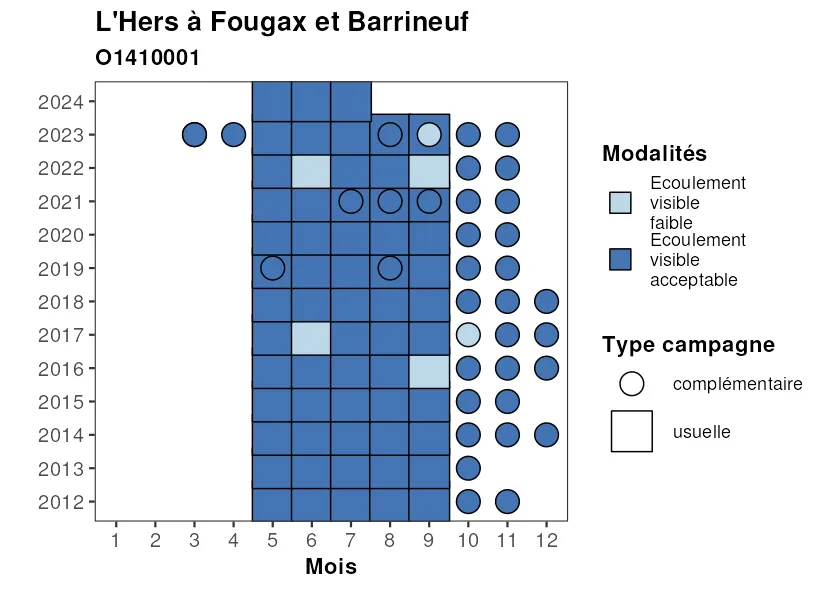 L'Hers à Fougax et Barrineuf
O1410001
2024
2023
2022
2021
2020
2019
2018
2017
2016
2015
2014
2013
2012
1 2 3 4 5 6 7 8 9 10 11 12
Mois
Modalités
Ecoulement
visible
faible
Ecoulement
visible
acceptable
Type campagne
complémentaire
usuelle